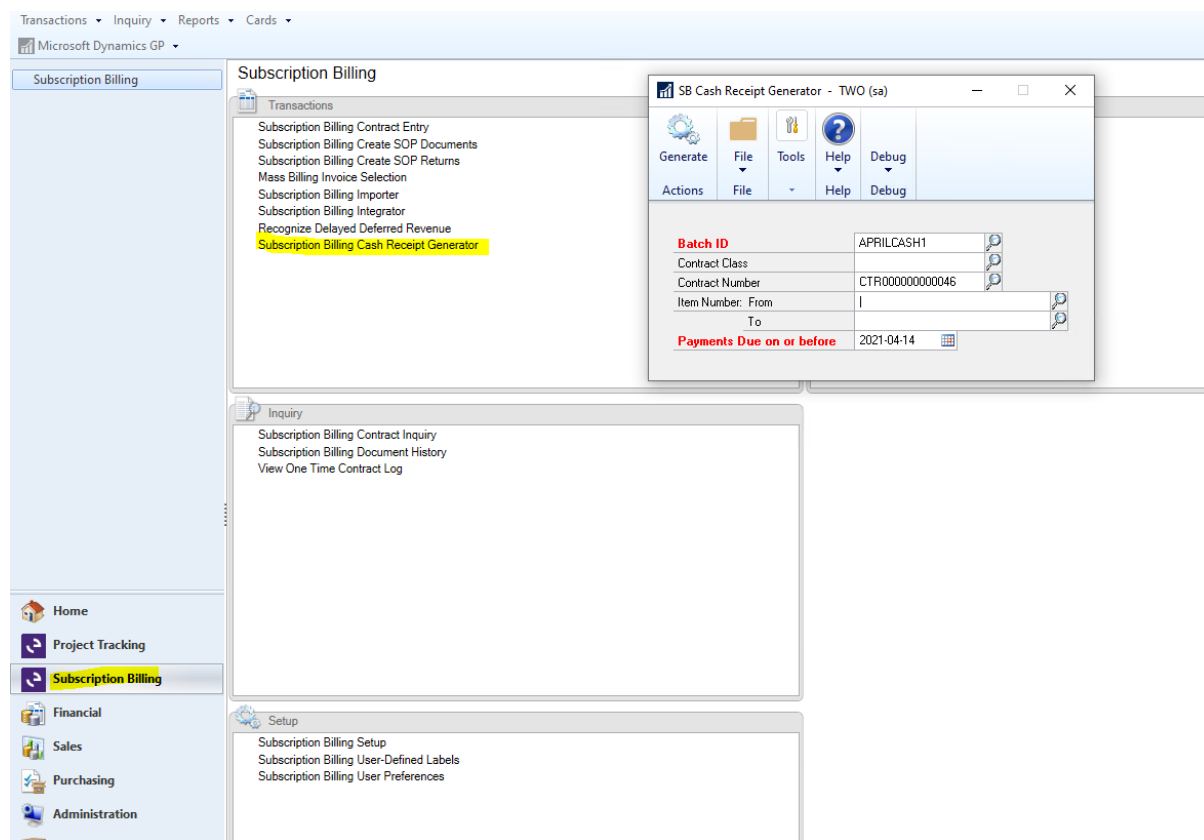 Transactions Inquiry Reports Cards
Microsoft Dynamics GP
Subscription Billing
Subscription Billing
Transactions
Subscription Billing Contract Entry
Subscription Billing Create SOP Documents
Subscription Billing Create SOP Returns
Mass Billing Invoice Selection
Subscription Billing Importer
Subscription Billing Integrator
Recognize Delayed Deferred Revenue
Subscription Billing Cash Receipt Generator
SB Cash Receipt Generator - TWO (sa)
Generate File Tools Help Debug
Actions File Help Debug
Batch ID APRILCASH1
Contract Class
Contract Number CTR000000000046
Item Number: From
To
Payments Due on or before 2021-04-14
Inquiry
Subscription Billing Contract Inquiry
Subscription Billing Document History
View One Time Contract Log
Setup
Subscription Billing Setup
Subscription Billing User-Defined Labels
Subscription Billing User Preferences
Home
Project Tracking
Subscription Billing
Financial
Sales
Purchasing
Administration